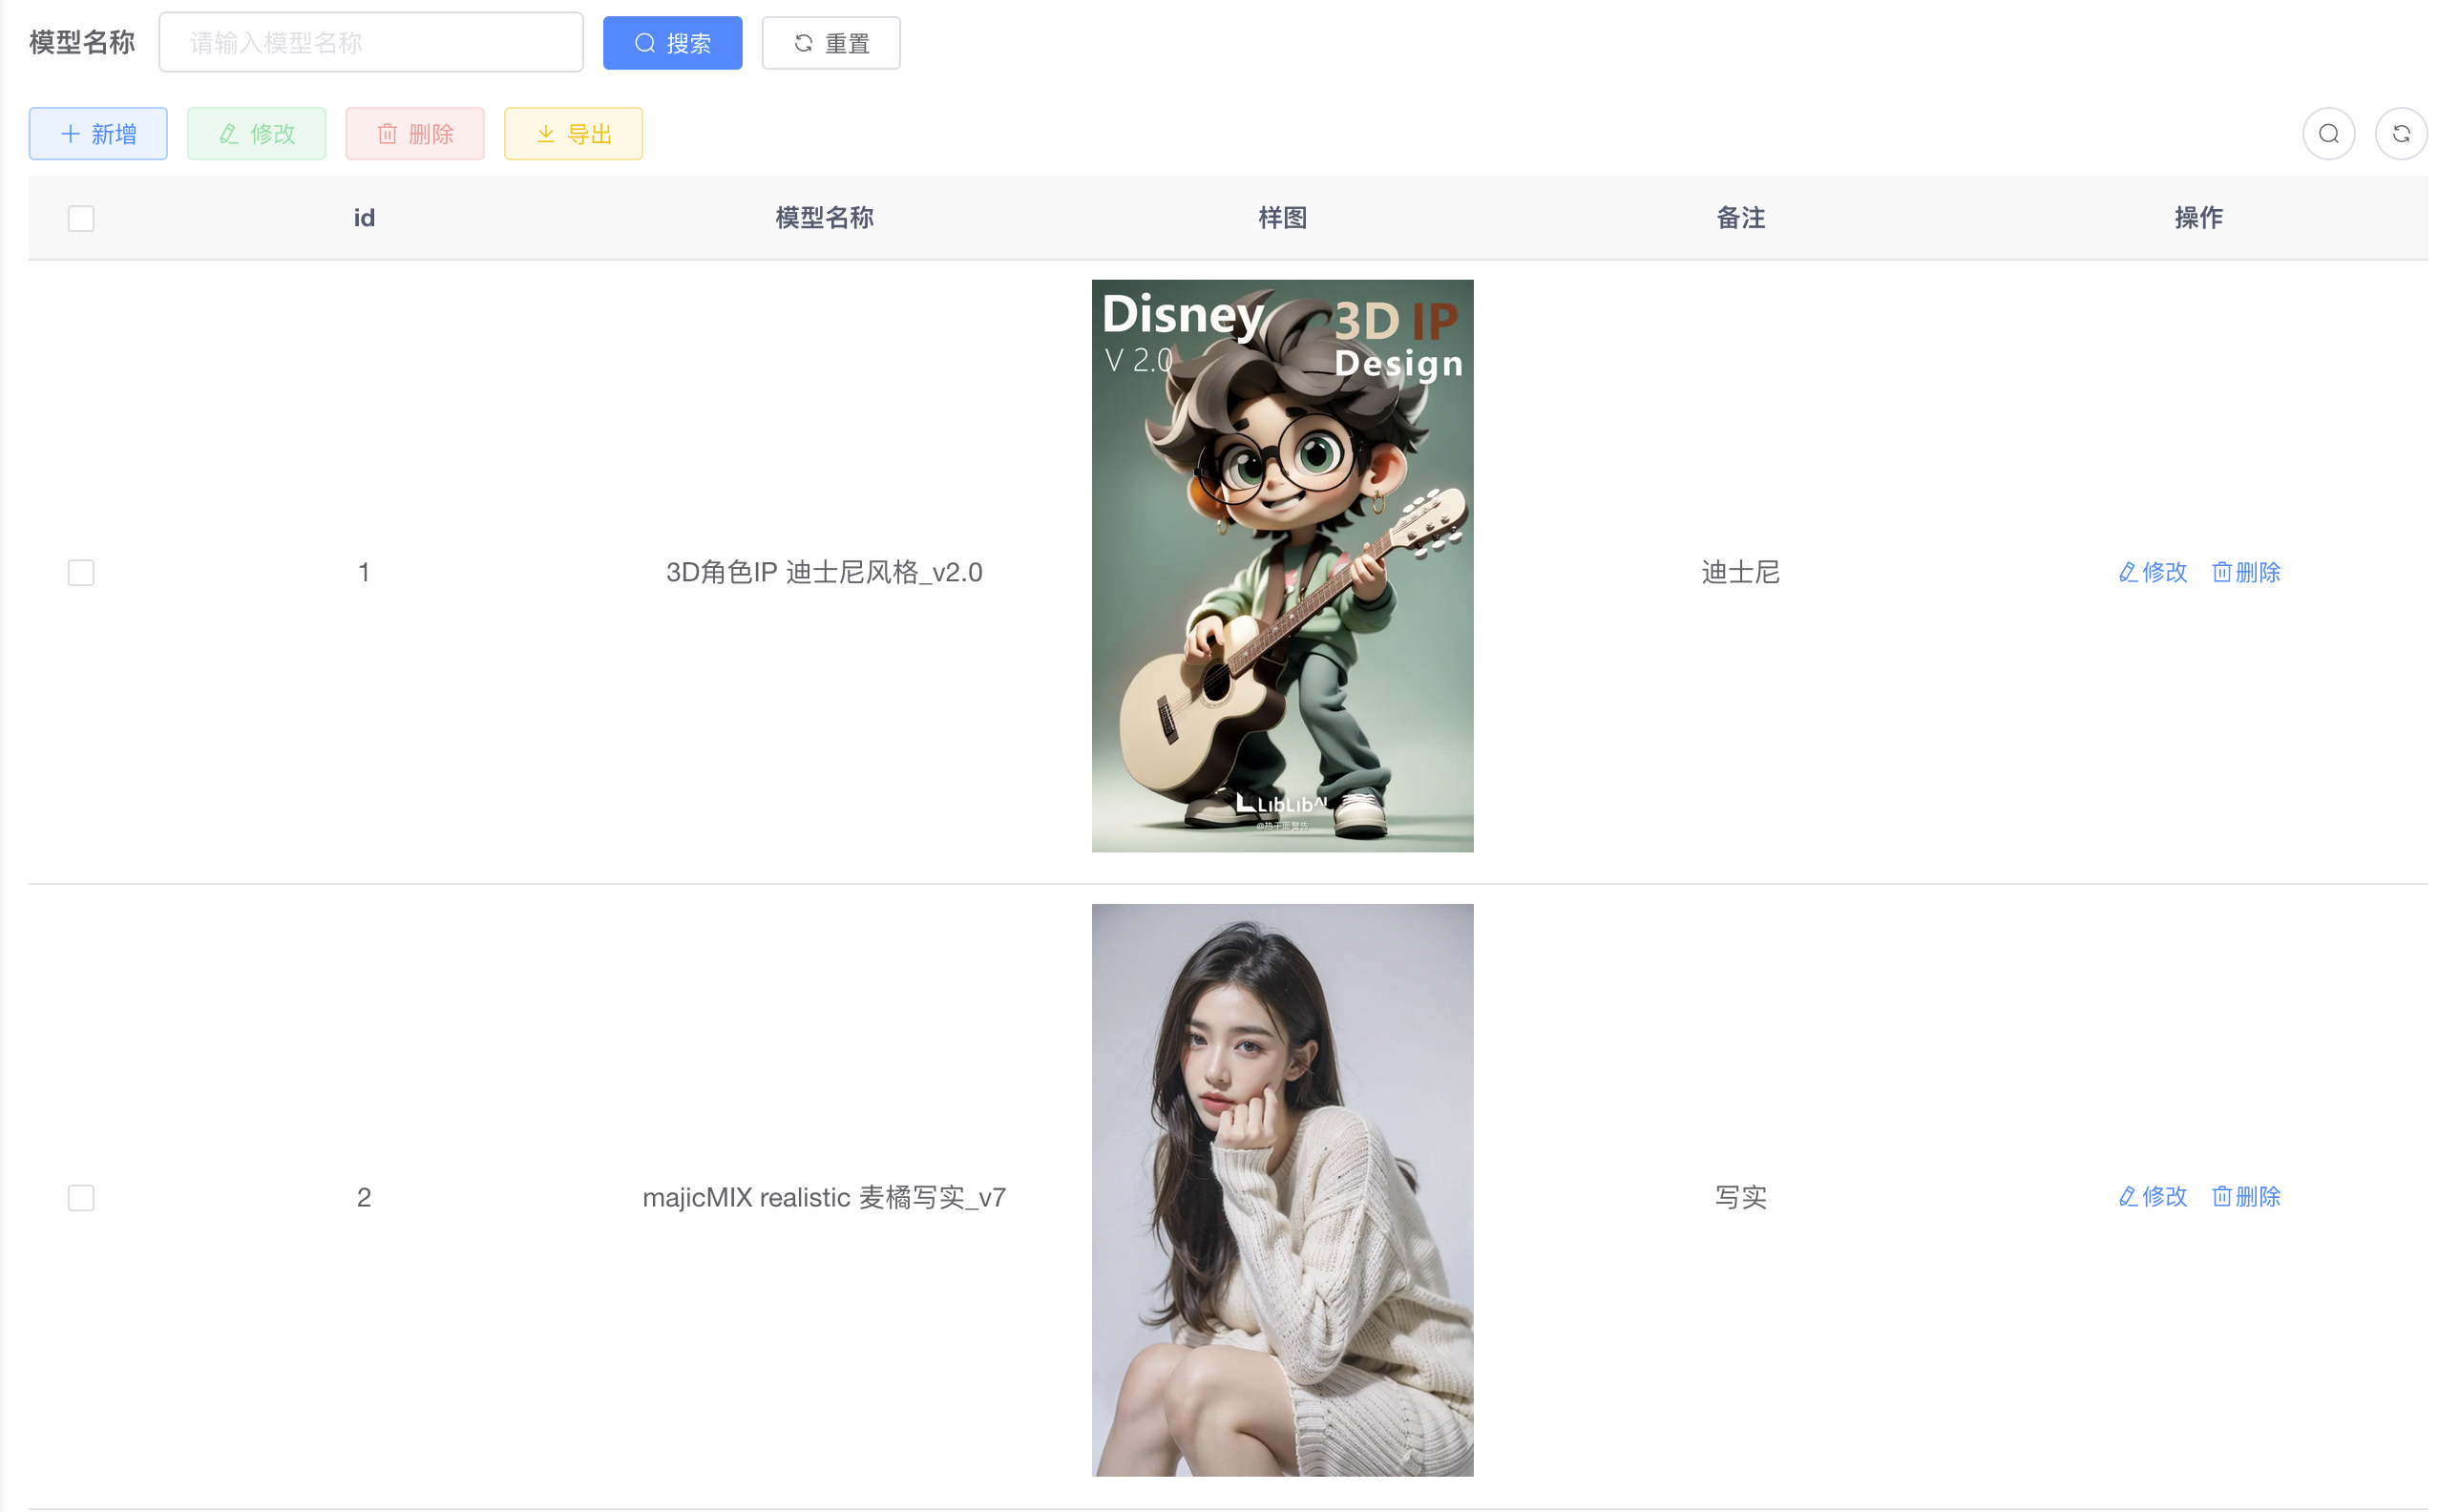 模型名称 请输入模型名称 搜索 重置
新增 修改 删除 导出
id 模型名称 样图 备注 操作
Disney 3D IP
V 2.0 Design
1 3D角色IP 迪士尼风格_v2.0 迪士尼 修改 删除
LibLibAI
2 majicMIX realistic 麦橘写实_v7 写实 修改 删除